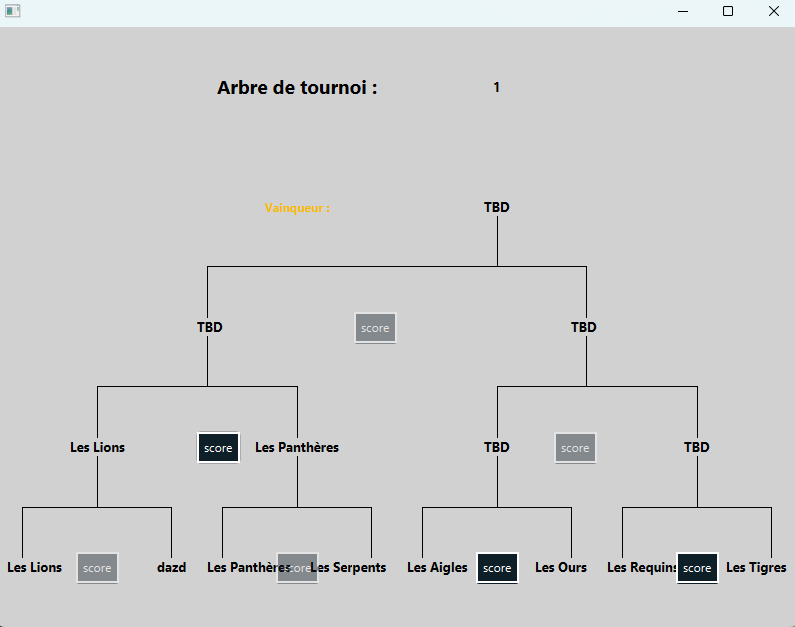 Arbre de tournoi : 1
Vainqueur : TBD
TBD score TBD
Les Lions score Les Panthères TBD score TBD
Les Lions score dazd Les Panthères score Les Serpents Les Aigles score Les Ours Les Requins score Les Tigres